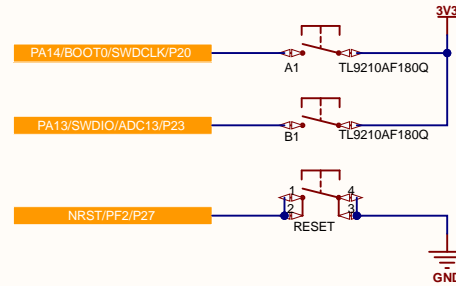 3V3
PA14/BOOT0/SWDCLK/P20
A1
TL9210AF180Q
PA13/SWDIO/ADC13/P23
B1
TL9210AF180Q
1
4
NRST/PF2/P27
2
3
RESET
GND